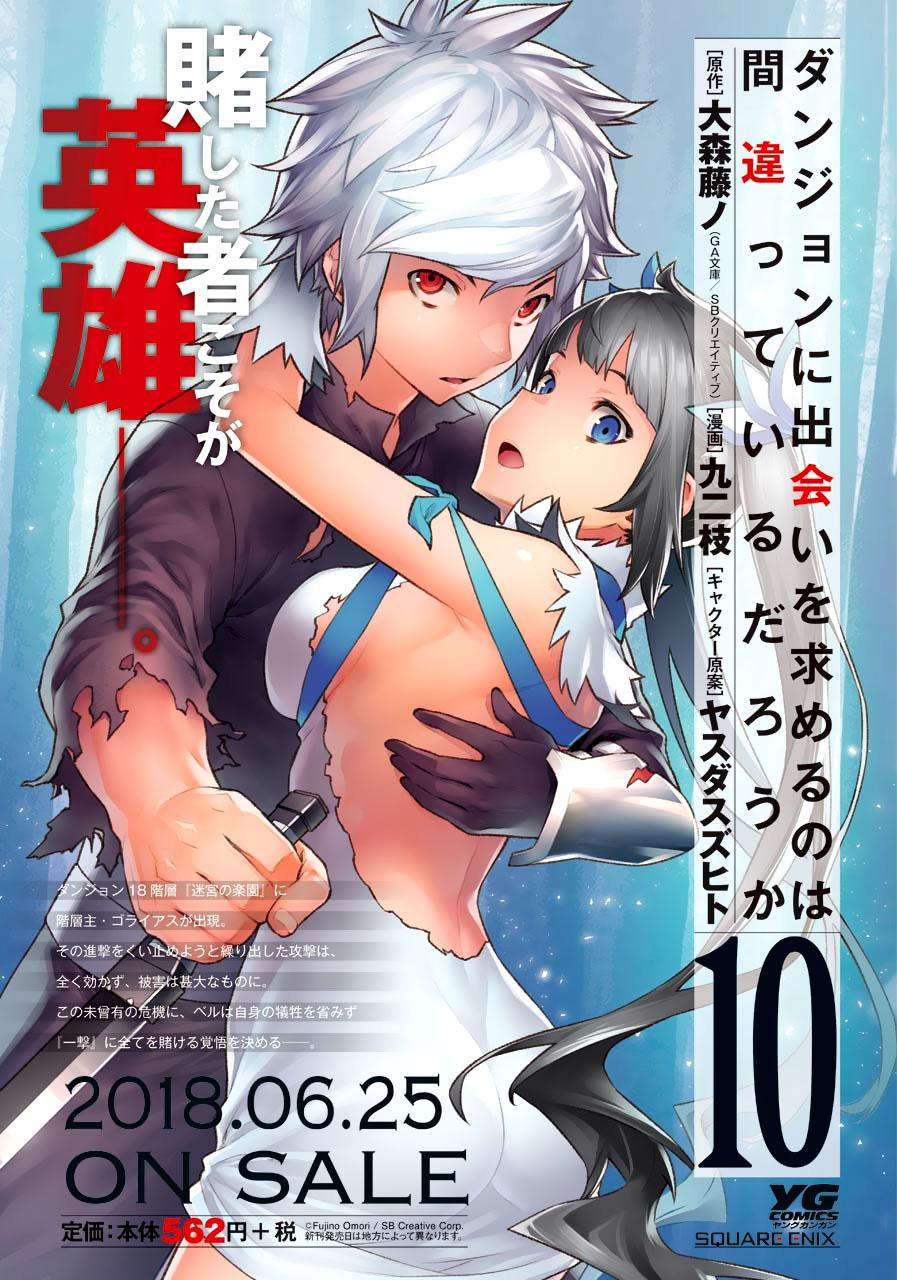 ダンジョンに出会いを求めるのは
間違っているだろうか
[原作]大森藤ノ(GA文庫/SBクリエイティブ) [漫画]九二枝 [キャクター原案]ヤスダスズヒト
10
賭した者こそが
英雄――。
ダンジョン18階層『迷宮の楽園』に
階層主・ゴライアスが出現。
その進撃をくい止めようと繰り出した攻撃は、
全く効かず、被害は甚大なものに。
この未曾有の危機に、ベルは自身の犠牲を省みず
『一撃』に全てを賭ける覚悟を決める――。
2018.06.25
ON SALE
定価:本体562円+税
©Fujino Omori / SB Creative Corp.
新刊発売日は地方によって異なります。
YG
COMICS
ヤングガンガン
SQUARE ENIX.